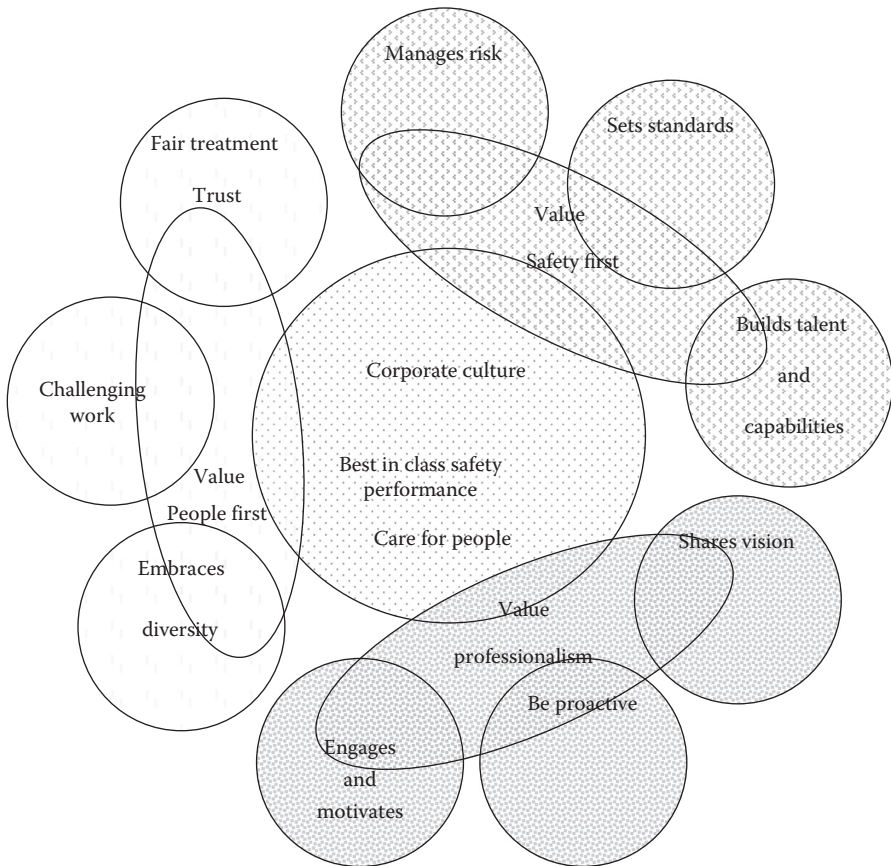 Manages risk
Sets standards
Fair treatment
Trust
Value
Safety first
Builds talent
and
capabilities
Corporate culture
Challenging
work
Best in class safety
performance
Care for people
Value
People first
Embraces
diversity
Shares vision
Value
professionalism
Be proactive
Engages
and
motivates